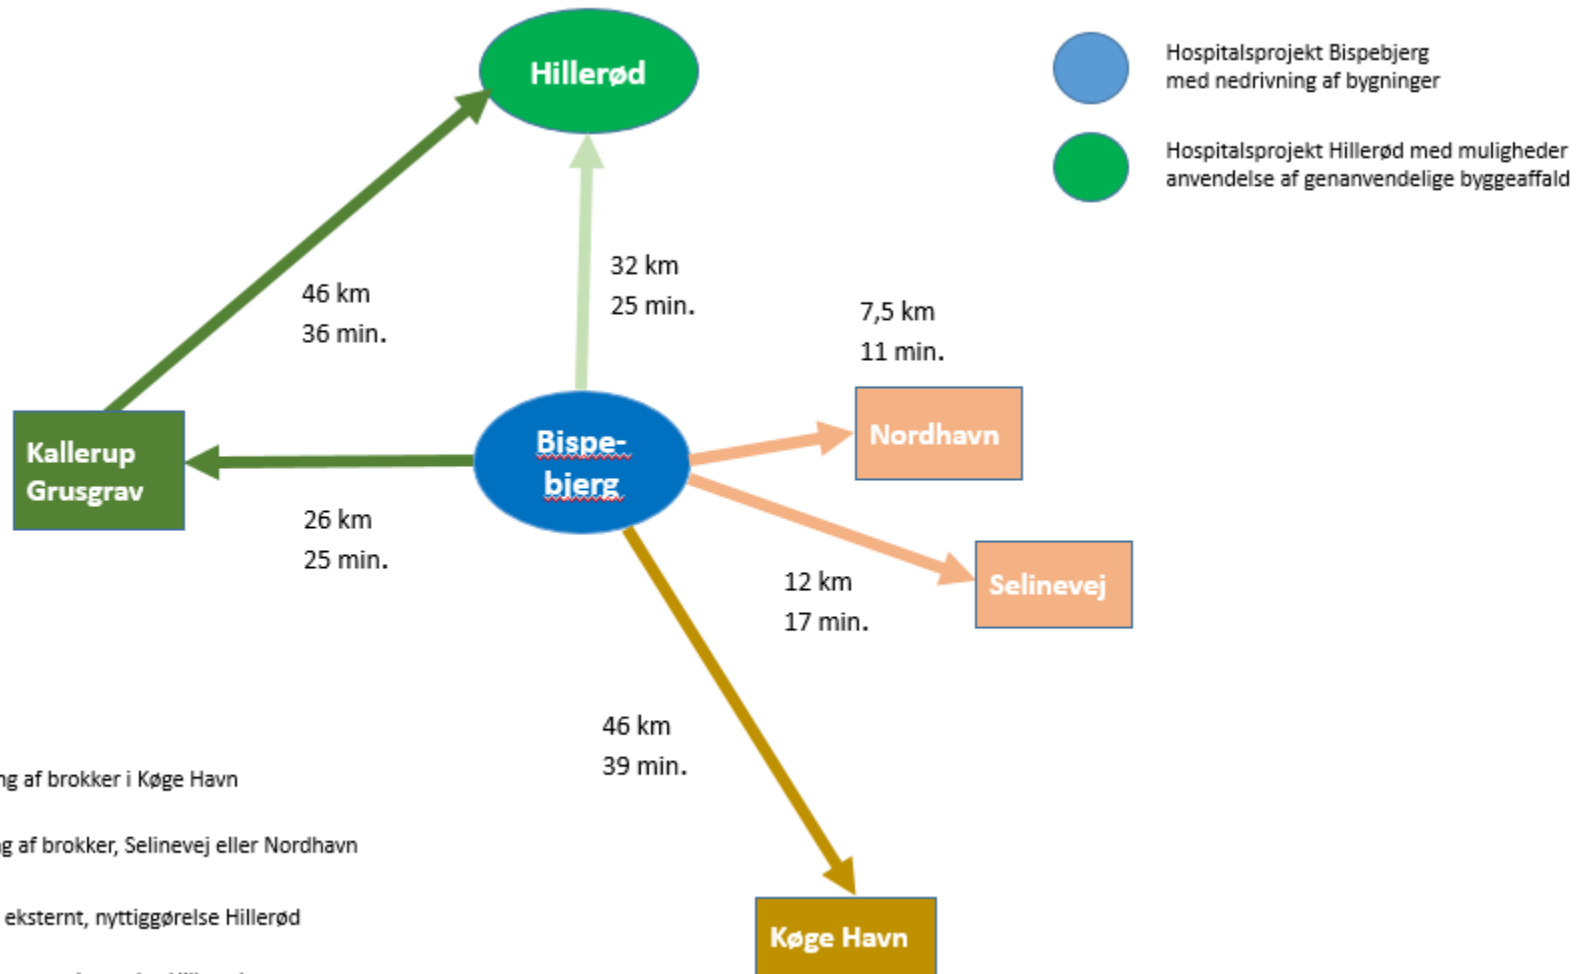 Hillerød
Hospitalsprojekt Bispebjerg
med nedrivning af bygninger
Hospitalsprojekt Hillerød med muligheder
anvendelse af genanvendelige byggeaffald
32 km
25 min.
46 km
36 min.
7,5 km
11 min.
Kallerup
Grusgrav
Bispe-
bjerg
Nordhavn
26 km
25 min.
12 km
17 min.
Selinevej
46 km
39 min.
ng af brokker i Køge Havn
g af brokker, Selinevej eller Nordhavn
eksternt, nyttiggørelse Hillerød
Køge Havn